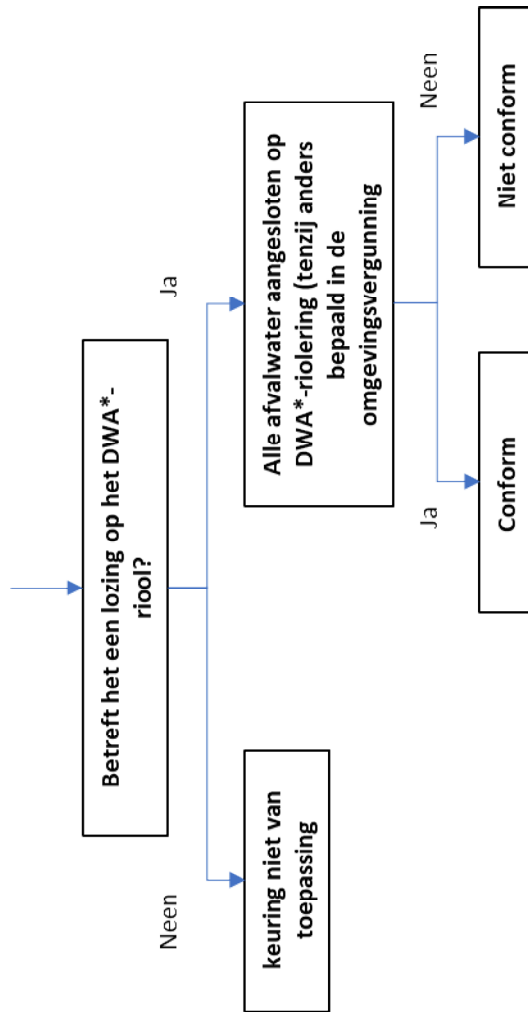 Betreft het een lozing op het DWA*-
riool?
Neen
Ja
keuring niet van
toepassing
Alle afvalwater aangesloten op
DWA*-riolering (tenzij anders
bepaald in de
omgevingsvergunning
Ja
Neen
Conform
Niet conform